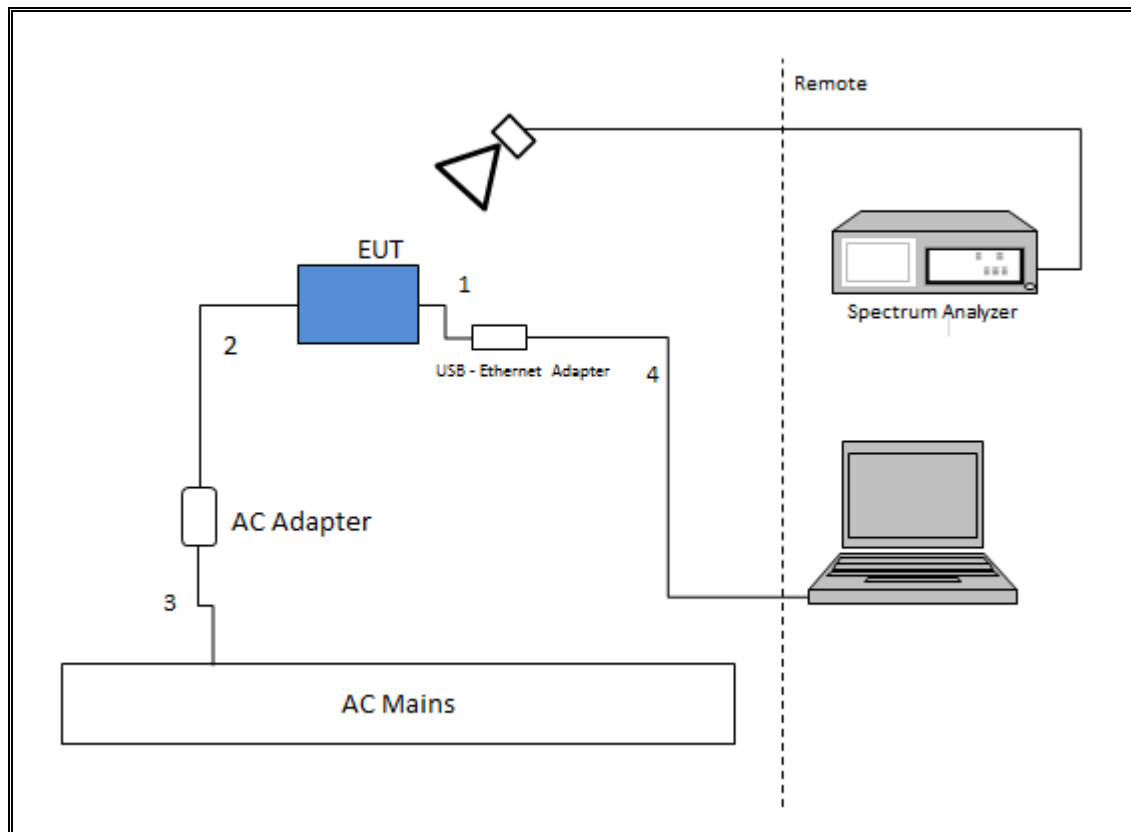 Remote
EUT
1
Spectrum Analyzer
2
USB - Ethernet Adapter
4
AC Adapter
3
AC Mains